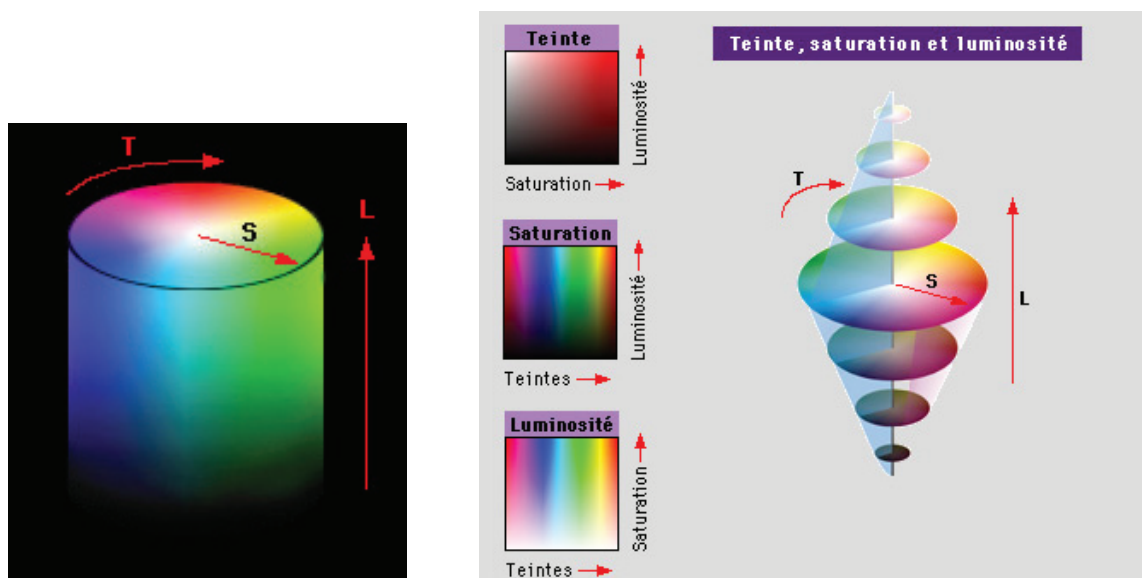 T
L
S
Teinte
Luminosité
Saturation
Saturation
Luminosité
Teintes
Luminosité
Saturation
Teintes
Teinte, saturation et luminosité
T
S
L